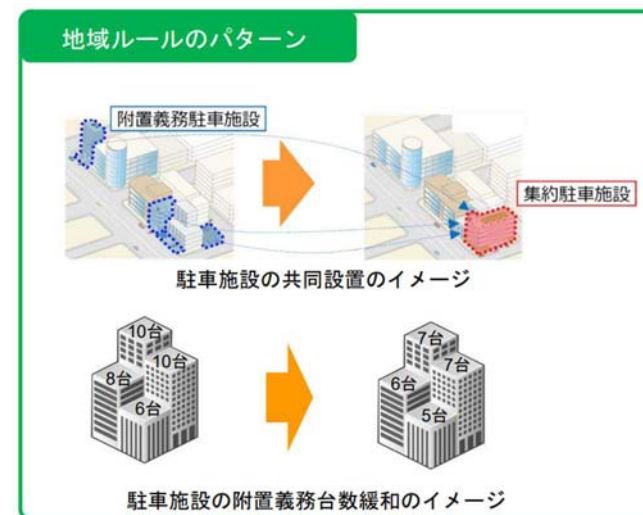 地域ルールのパターン
附置義務駐車施設
集約駐車施設
駐車施設の共同設置のイメージ
10台
10台
8台
6台
7台
7台
6台
5台
駐車施設の附置義務台数緩和のイメージ